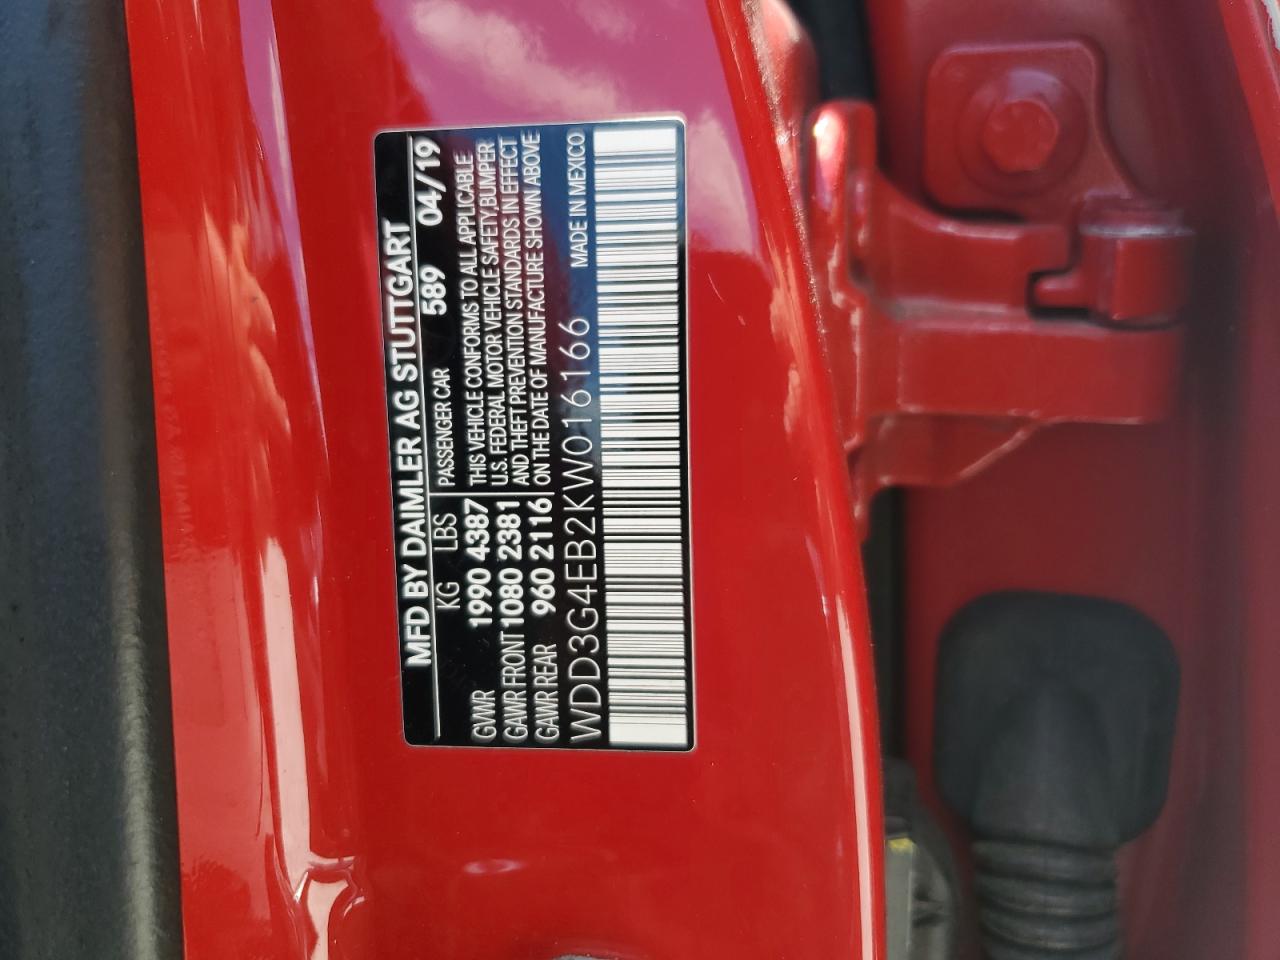 MFD BY DAIMLER AG STUTTGART
KG LBS PASSENGER CAR 589 04/19
GVWR 1990 4387 THIS VEHICLE CONFORMS TO ALL APPLICABLE
GAWR FRONT 1080 2381 U.S. FEDERAL MOTOR VEHICLE SAFETY,BUMPER
AND THEFT PREVENTION STANDARDS IN EFFECT
GAWR REAR 960 2116 ON THE DATE OF MANUFACTURE SHOWN ABOVE
WDD3G4EB2KW016166 MADE IN MEXICO